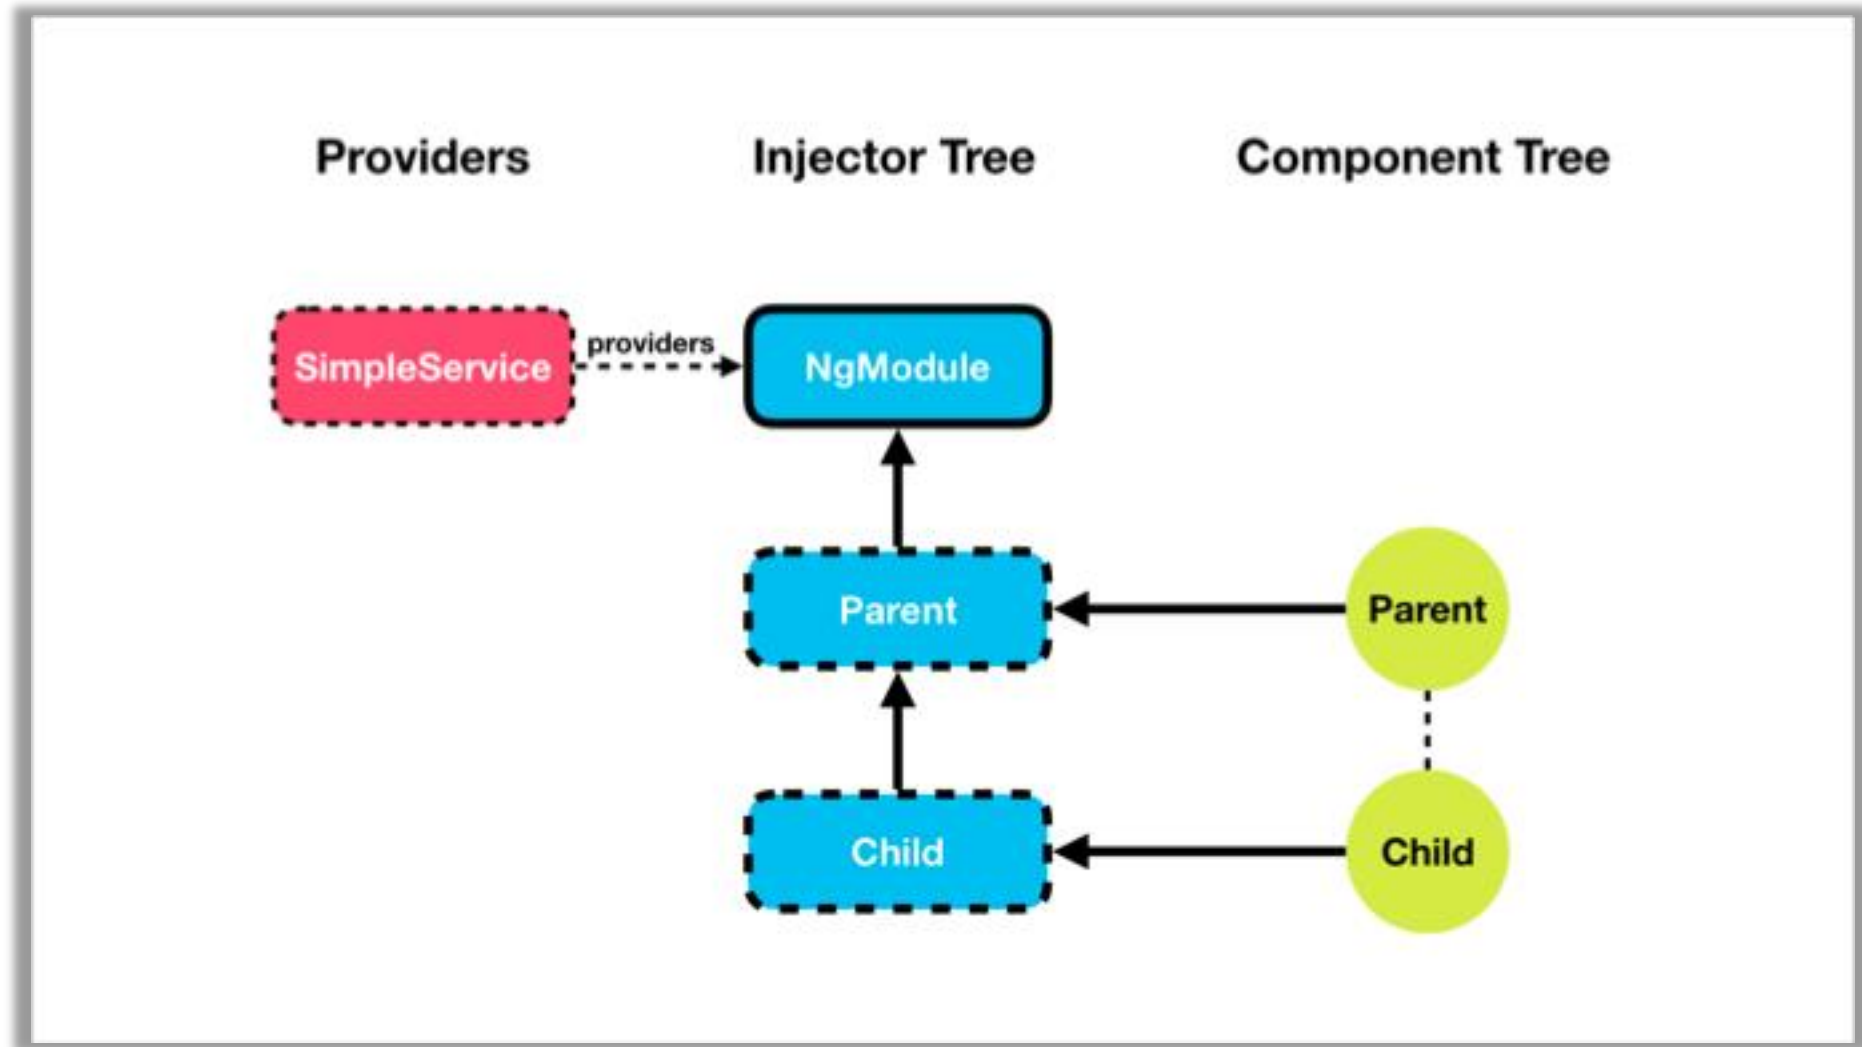 Providers
Injector Tree
Component Tree
SimpleService
providers
NgModule
Parent
Parent
Child
Child